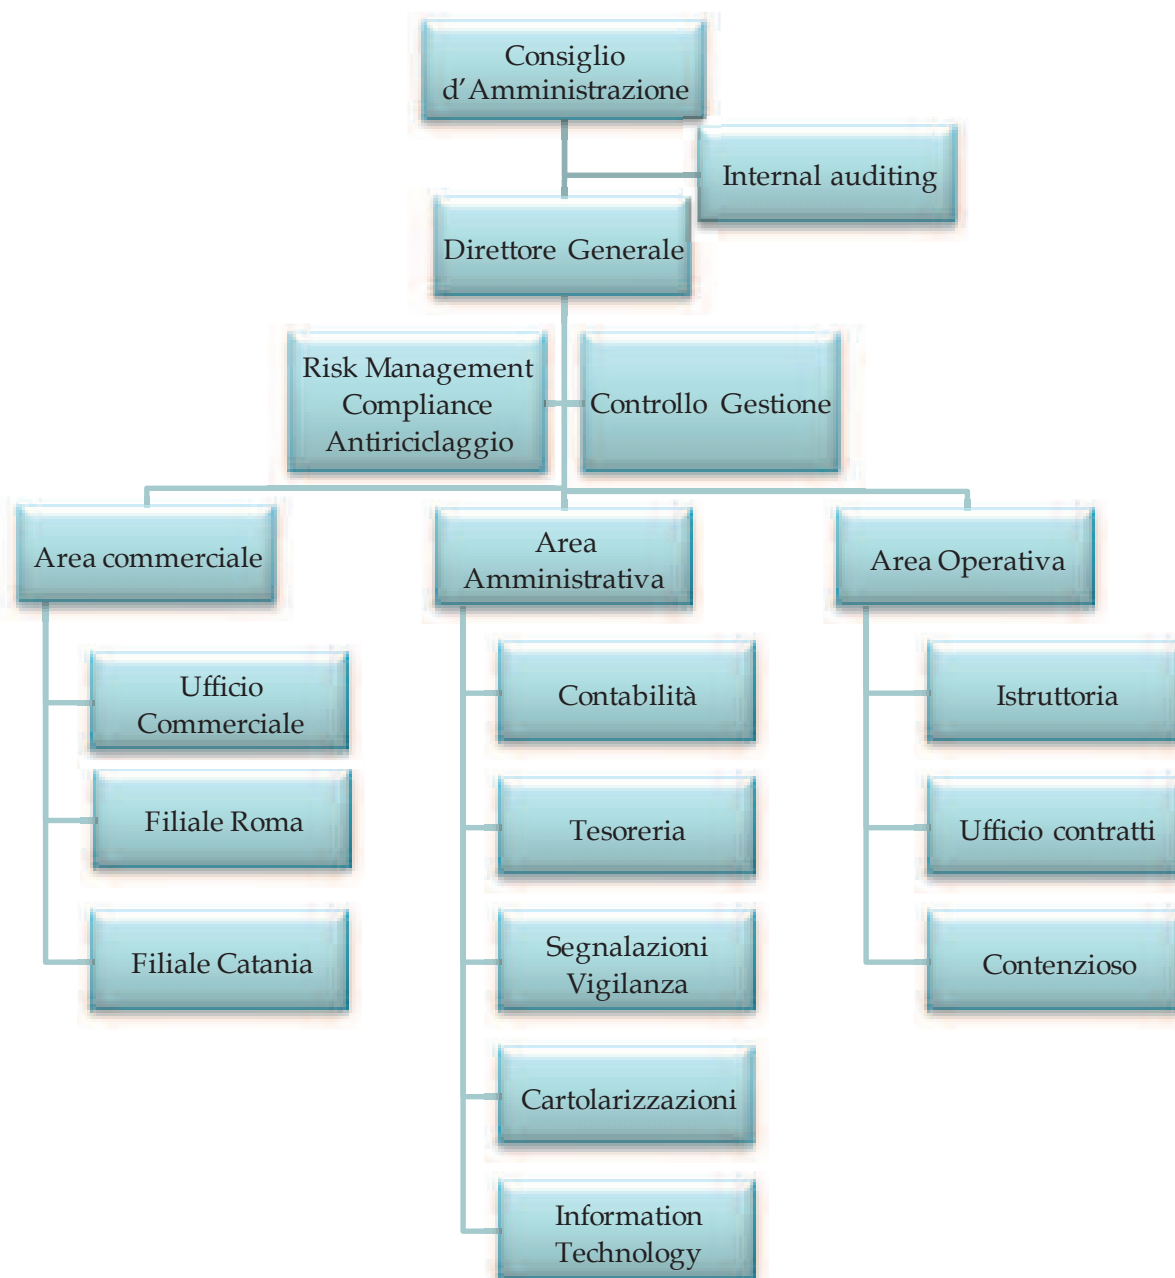 Consiglio
d'Amministrazione
Internal auditing
Direttore Generale
Risk Management
Compliance
Antiriciclaggio
Controllo Gestione
Area commerciale
Area
Amministrativa
Area Operativa
Ufficio
Commerciale
Filiale Roma
Filiale Catania
Contabilità
Tesoreria
Segnalazioni
Vigilanza
Cartolarizzazioni
Information
Technology
Istruttoria
Ufficio contratti
Contenzioso